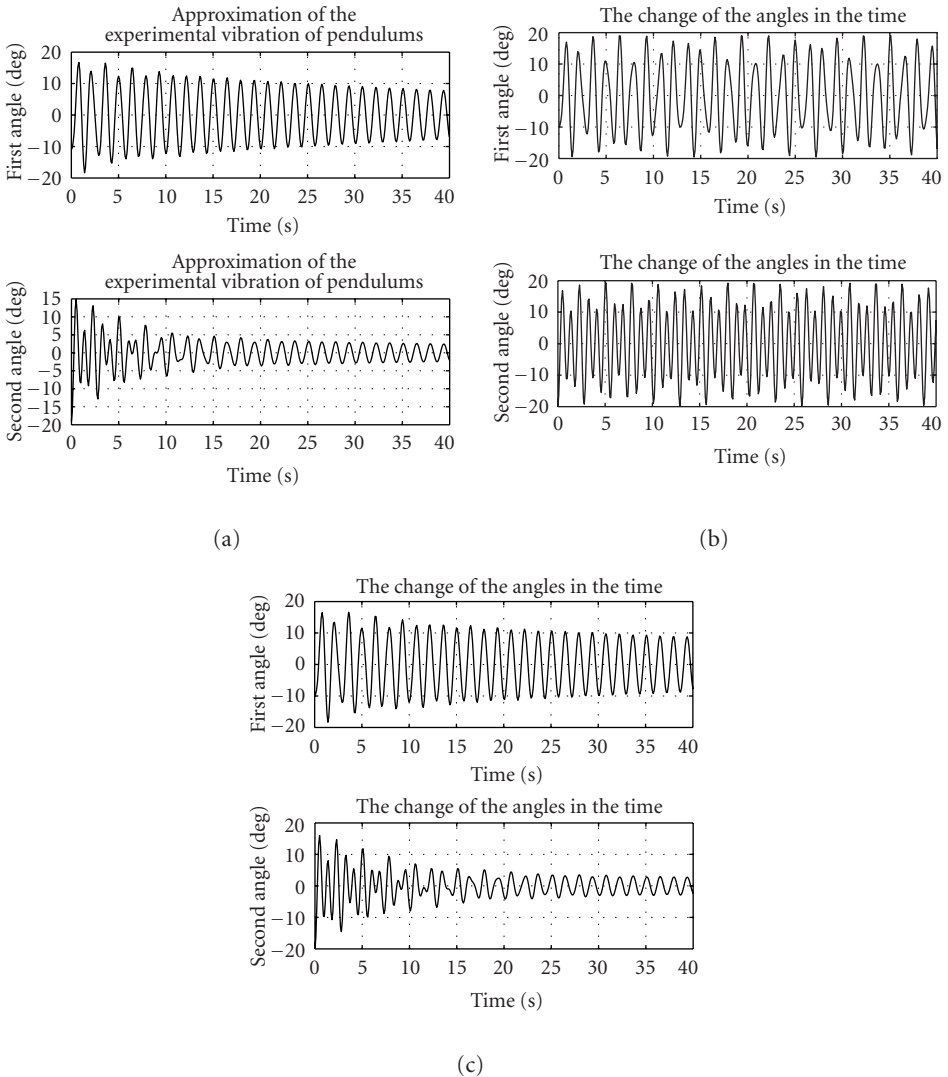 Approximation of the
experimental vibration of pendulums
First angle (deg)
20
10
0
−10
−20
0 5 10 15 20 25 30 35 40
Time (s)
Approximation of the
experimental vibration of pendulums
Second angle (deg)
15
10
5
0
−5
−10
−15
−20
0 5 10 15 20 25 30 35 40
Time (s)
(a)
The change of the angles in the time
First angle (deg)
20
10
0
−10
−20
0 5 10 15 20 25 30 35 40
Time (s)
The change of the angles in the time
Second angle (deg)
20
10
0
−10
−20
0 5 10 15 20 25 30 35 40
Time (s)
(b)
The change of the angles in the time
First angle (deg)
20
10
0
−10
−20
0 5 10 15 20 25 30 35 40
Time (s)
The change of the angles in the time
Second angle (deg)
20
10
0
−10
−20
0 5 10 15 20 25 30 35 40
Time (s)
(c)